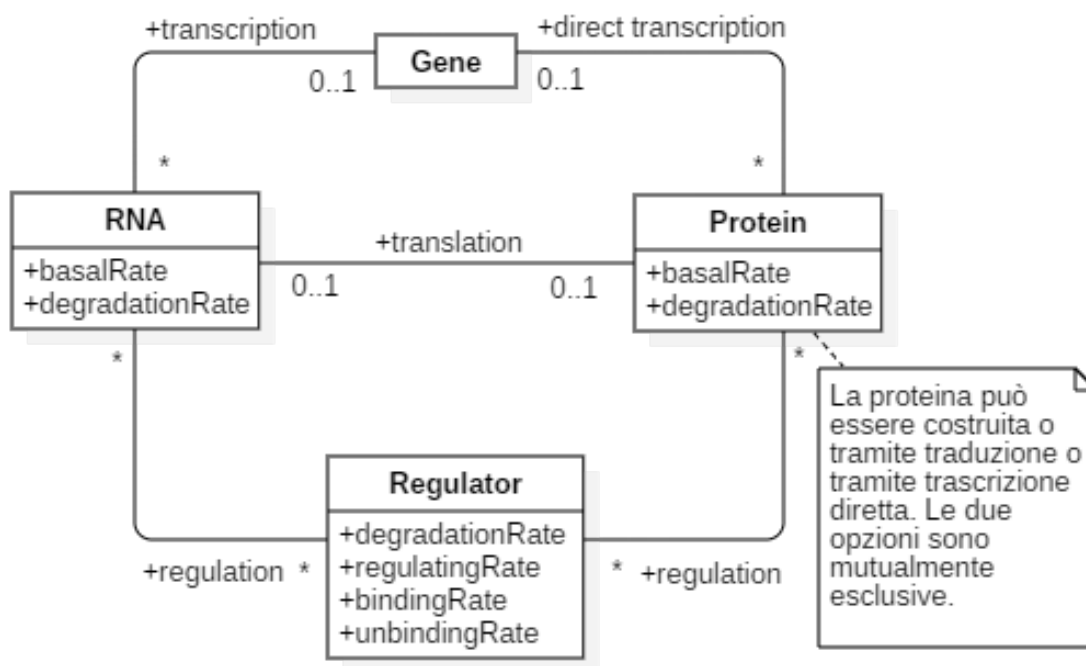 +transcription
+direct transcription
Gene
0..1
0..1
*
*
RNA
+basalRate
+degradationRate
+translation
0..1
0..1
Protein
+basalRate
+degradationRate
*
*
La proteina può
essere costruita o
tramite traduzione o
tramite trascrizione
diretta. Le due
opzioni sono
mutualmente
esclusive.
Regulator
+degradationRate
+regulatingRate
+bindingRate
+unbindingRate
+regulation
*
*
+regulation